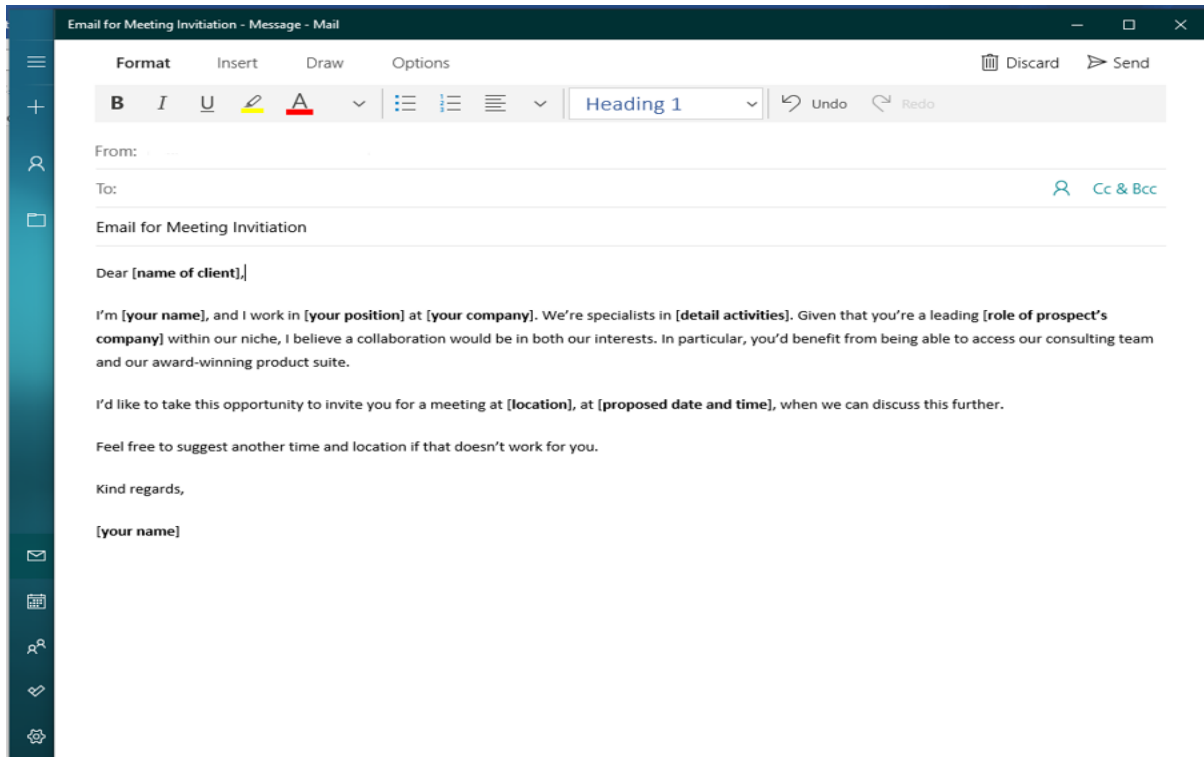 Email for Meeting Invitiation - Message - Mail
Format Insert Draw Options Discard Send
B I U A Heading 1 Undo Redo
From:
To: Cc & Bcc
Email for Meeting Invitiation
Dear [name of client],
I'm [your name], and I work in [your position] at [your company]. We're specialists in [detail activities]. Given that you're a leading [role of prospect's
company] within our niche, I believe a collaboration would be in both our interests. In particular, you'd benefit from being able to access our consulting team
and our award-winning product suite.
I'd like to take this opportunity to invite you for a meeting at [location], at [proposed date and time], when we can discuss this further.
Feel free to suggest another time and location if that doesn't work for you.
Kind regards,
[your name]